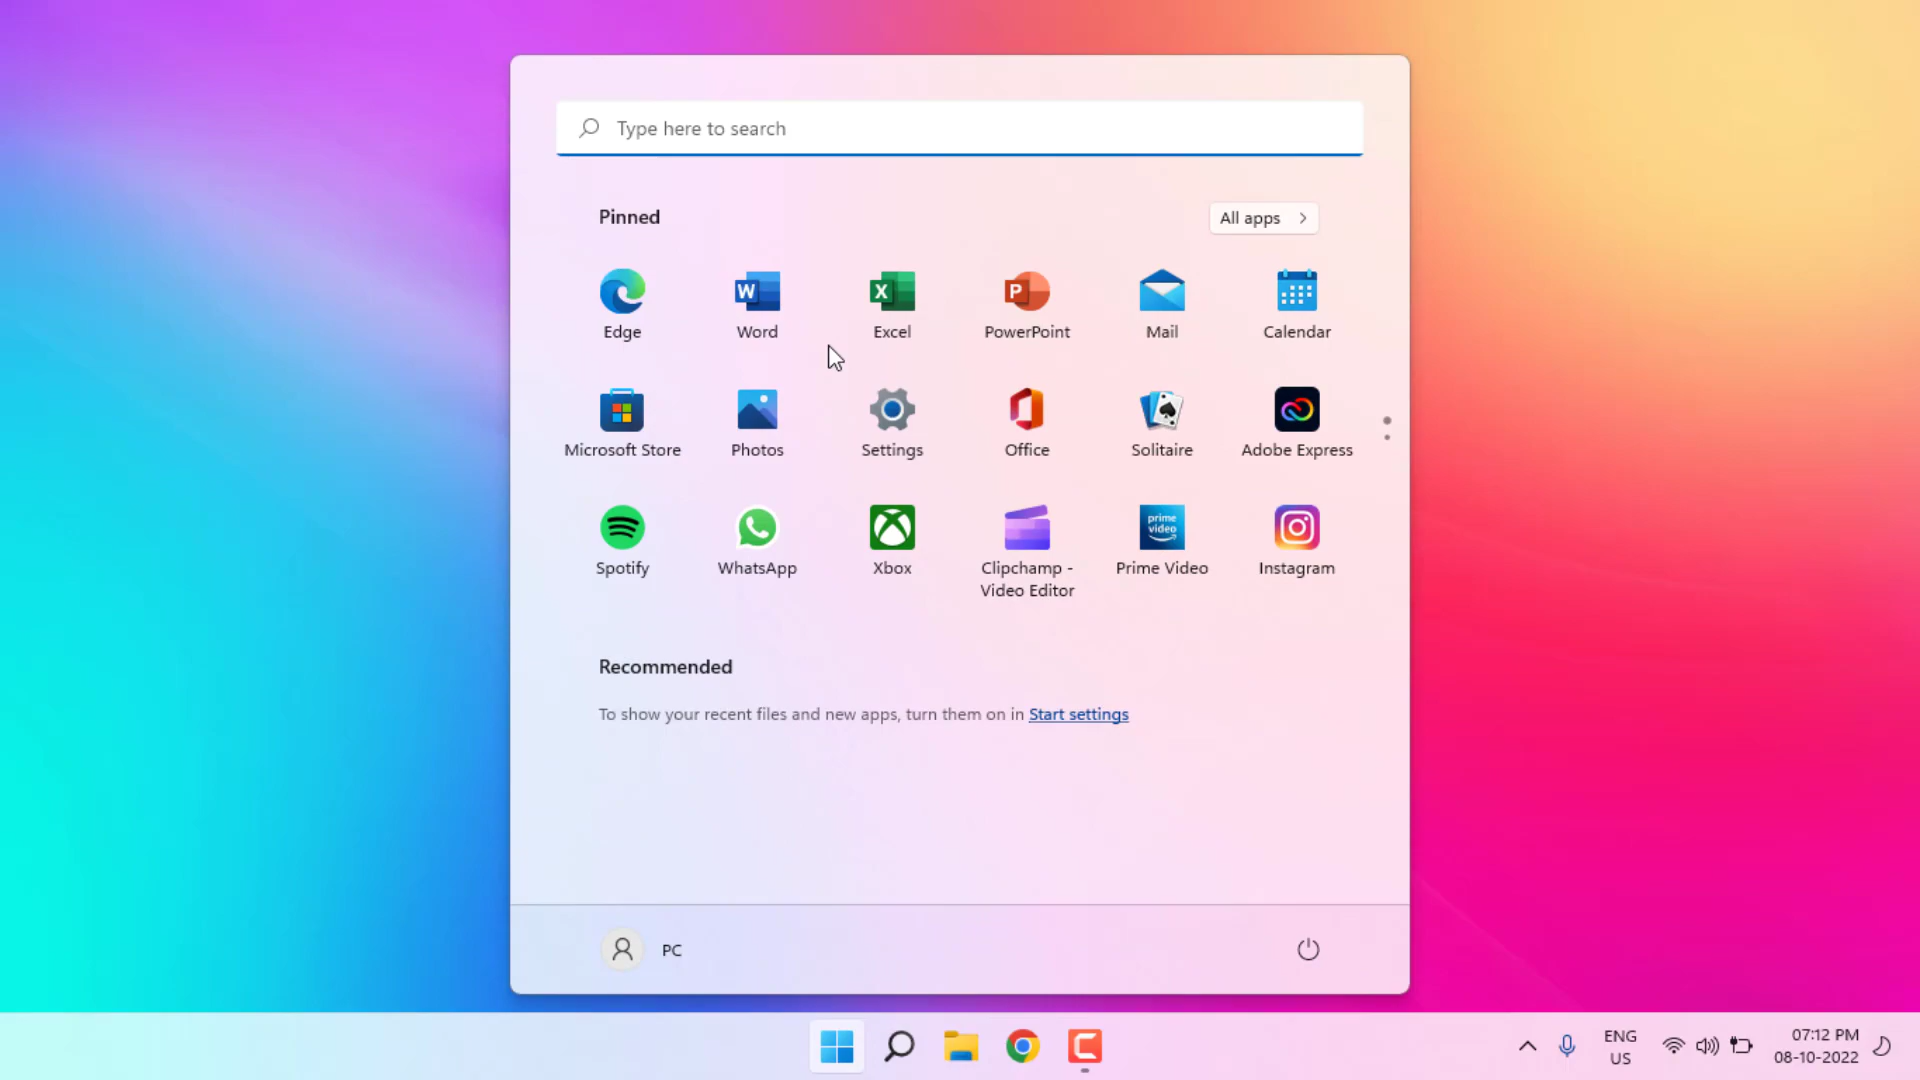 Type here to search
Pinned
All apps
Edge
Word
Excel
PowerPoint
Mail
Calendar
Microsoft Store
Photos
Settings
Office
Solitaire
Adobe Express
prime
video
Spotify
WhatsApp
Xbox
Clipchamp -
Video Editor
Prime Video
Instagram
Recommended
To show your recent files and new apps, turn them on in Start settings
PC
ENG
US
07:12 PM
08-10-2022